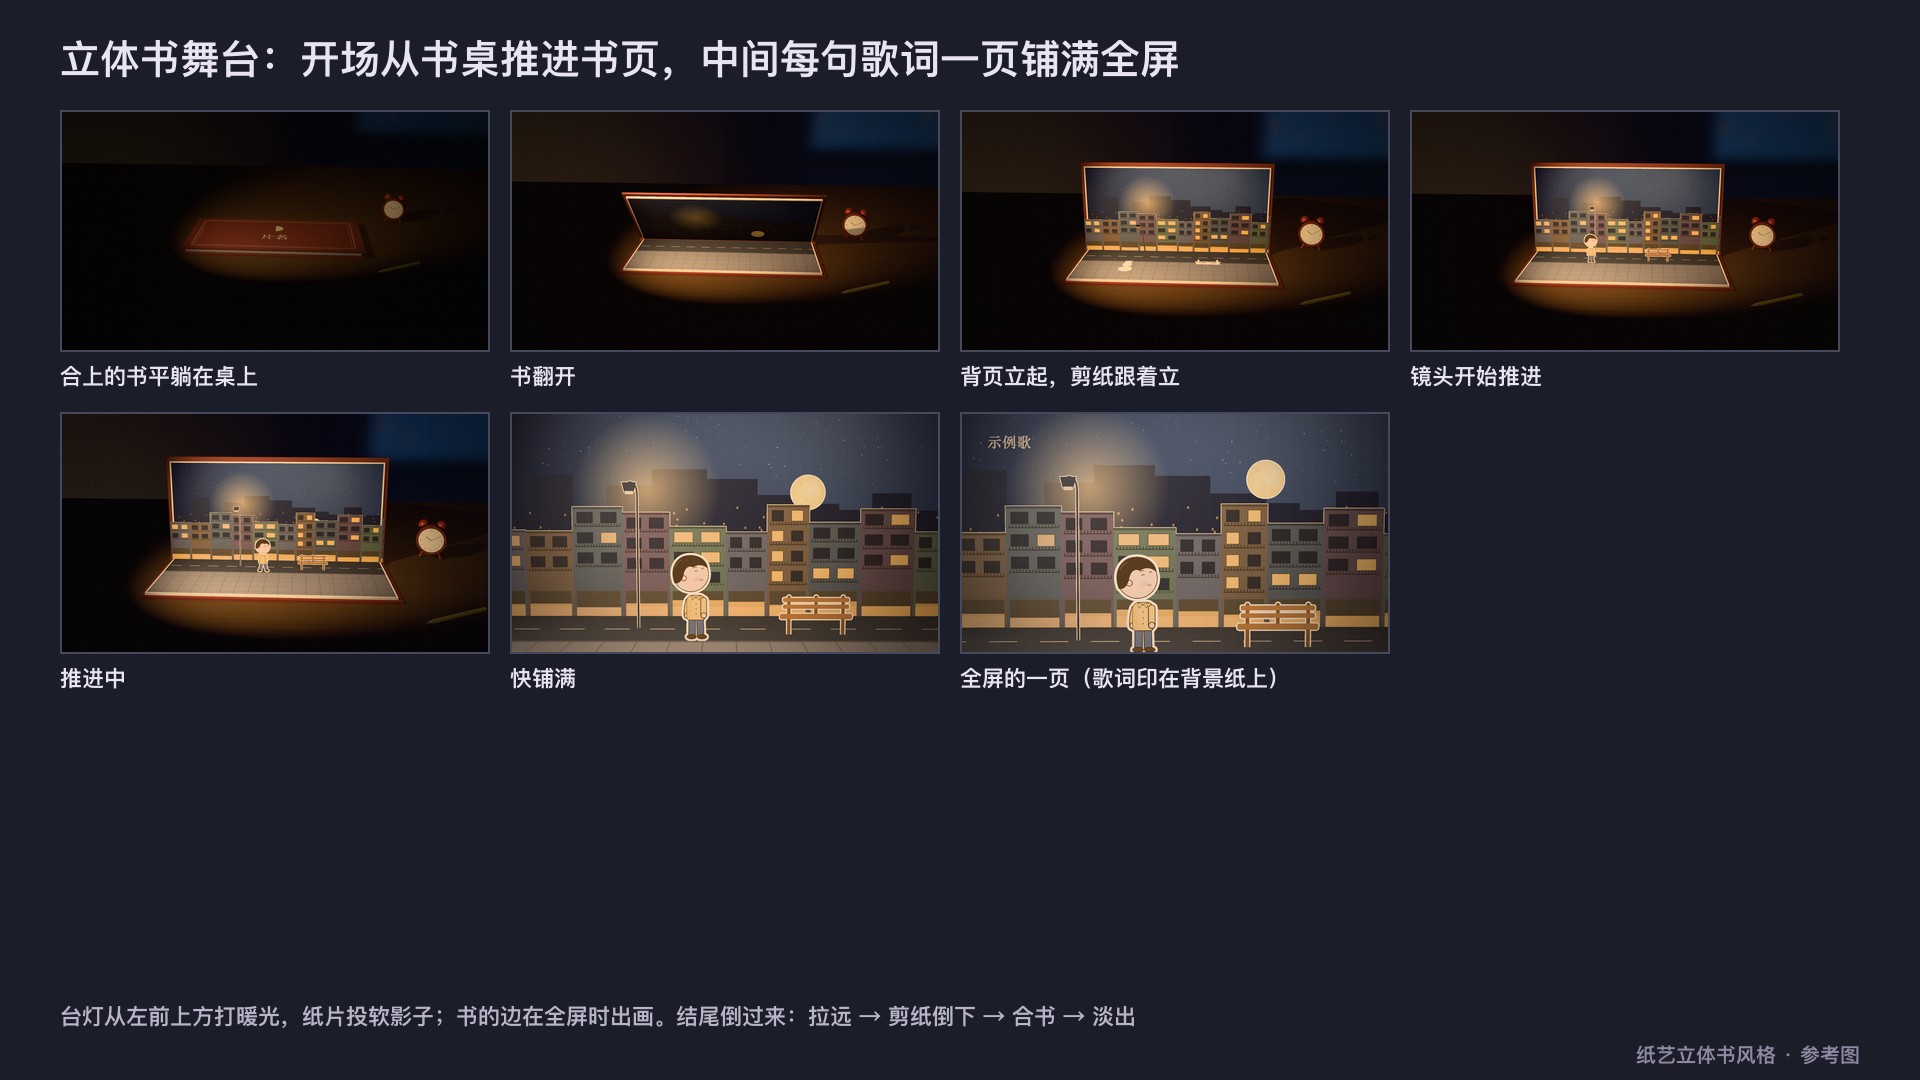 立体书舞台：开场从书桌推进书页，中间每句歌词一页铺满全屏
片名
合上的书平躺在桌上
书翻开
背页立起，剪纸跟着立
镜头开始推进
示例歌
推进中
快铺满
全屏的一页（歌词印在背景纸上）
台灯从左前上方打暖光，纸片投软影子；书的边在全屏时出画。结尾倒过来：拉远 → 剪纸倒下 → 合书 → 淡出
纸艺立体书风格 · 参考图